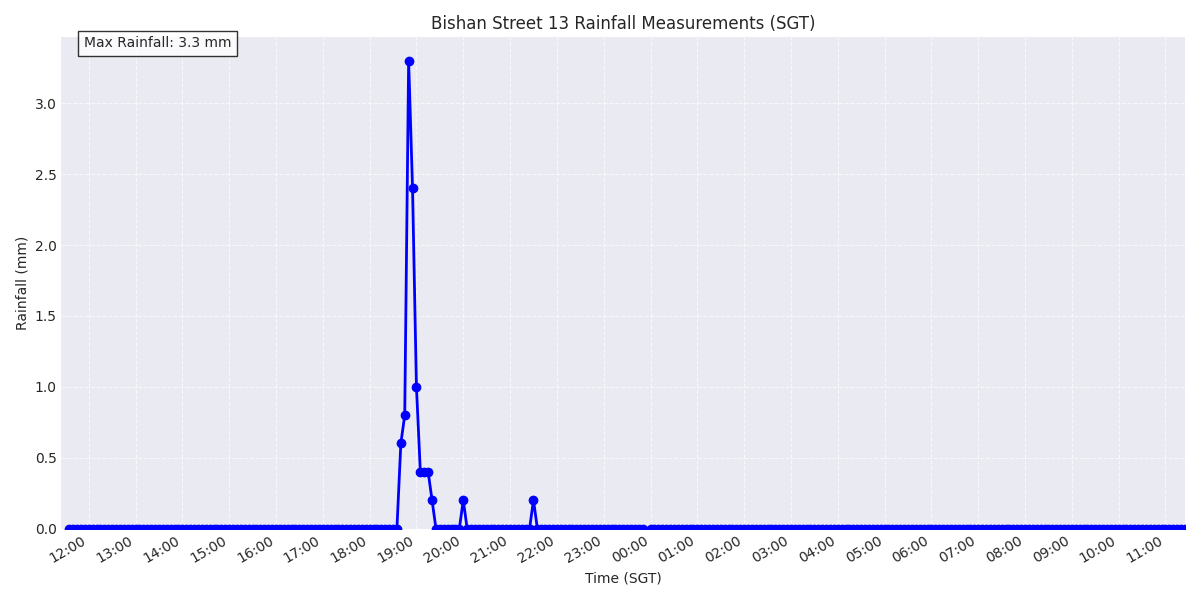 Bishan Street 13 Rainfall Measurements (SGT)
Max Rainfall: 3.3 mm
Rainfall (mm)
3.0
2.5
2.0
1.5
1.0
0.5
0.0
12:00 13:00 14:00 15:00 16:00 17:00 18:00 19:00 20:00 21:00 22:00 23:00 00:00 01:00 02:00 03:00 04:00 05:00 06:00 07:00 08:00 09:00 10:00 11:00
Time (SGT)